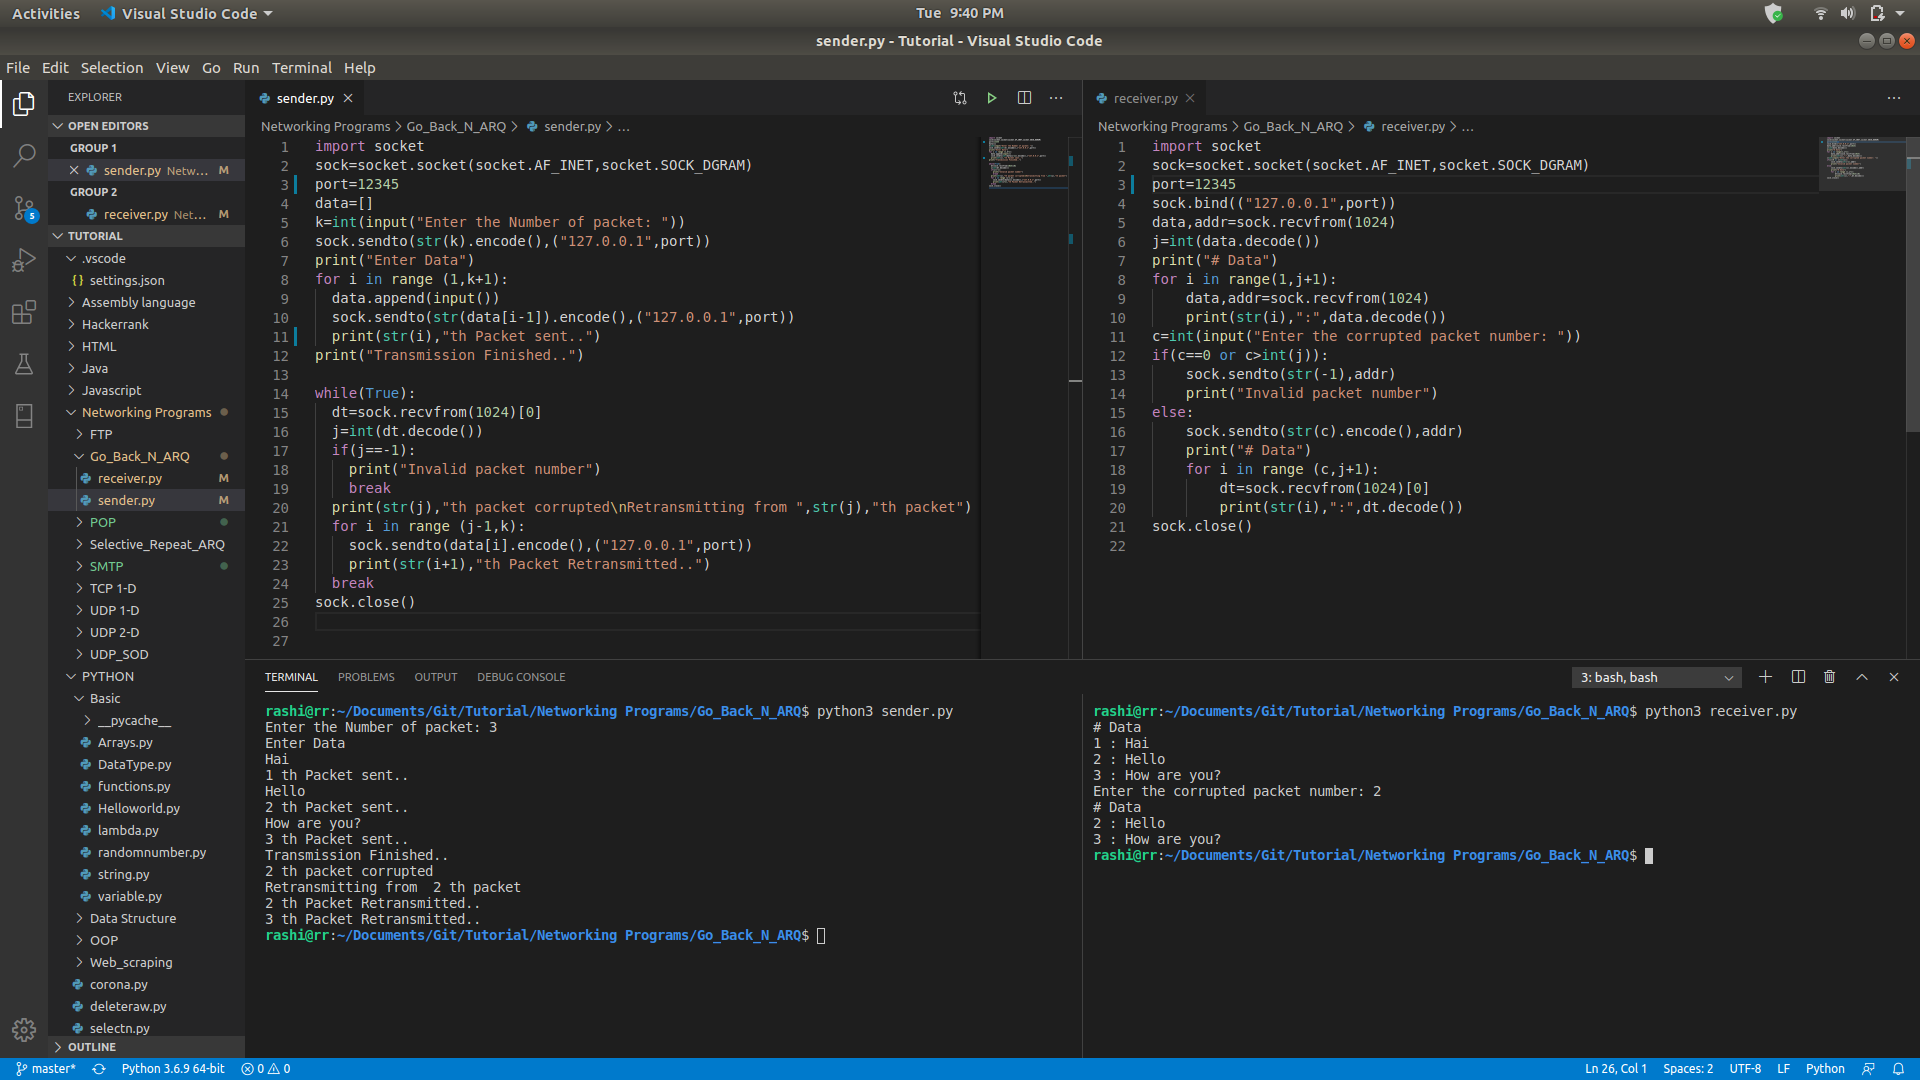 Activities
Visual Studio Code
Tue 9:40 PM
sender.py - Tutorial - Visual Studio Code
File Edit Selection View Go Run Terminal Help
EXPLORER
OPEN EDITORS
GROUP 1
sender.py Netw... M
GROUP 2
receiver.py Net... M
TUTORIAL
.vscode
{} settings.json
Assembly language
Hackerrank
HTML
Java
Javascript
Networking Programs
FTP
Go_Back_N_ARQ
receiver.py M
sender.py M
POP
Selective_Repeat_ARQ
SMTP
TCP 1-D
UDP 1-D
UDP 2-D
UDP_SOD
PYTHON
Basic
__pycache__
Arrays.py
DataType.py
functions.py
Helloworld.py
lambda.py
randomnumber.py
string.py
variable.py
Data Structure
OOP
Web_scraping
corona.py
deleteraw.py
selectn.py
OUTLINE
5
sender.py
Networking Programs > Go_Back_N_ARQ > sender.py > ...
1 import socket
2 sock=socket.socket(socket.AF_INET,socket.SOCK_DGRAM)
3 port=12345
4 data=[]
5 k=int(input("Enter the Number of packet: "))
6 sock.sendto(str(k).encode(),("127.0.0.1",port))
7 print("Enter Data")
8 for i in range (1,k+1):
9 data.append(input())
10 sock.sendto(str(data[i-1]).encode(),("127.0.0.1",port))
11 print(str(i),"th Packet sent..")
12 print("Transmission Finished..")
13
14 while(True):
15 dt=sock.recvfrom(1024)[0]
16 j=int(dt.decode())
17 if(j==-1):
18 print("Invalid packet number")
19 break
20 print(str(j),"th packet corrupted\nRetransmitting from ",str(j),"th packet")
21 for i in range (j-1,k):
22 sock.sendto(data[i].encode(),("127.0.0.1",port))
23 print(str(i+1),"th Packet Retransmitted..")
24 break
25 sock.close()
26
27
receiver.py
Networking Programs > Go_Back_N_ARQ > receiver.py > ...
1 import socket
2 sock=socket.socket(socket.AF_INET,socket.SOCK_DGRAM)
3 port=12345
4 sock.bind(("127.0.0.1",port))
5 data,addr=sock.recvfrom(1024)
6 j=int(data.decode())
7 print("# Data")
8 for i in range(1,j+1):
9 data,addr=sock.recvfrom(1024)
10 print(str(i),":",data.decode())
11 c=int(input("Enter the corrupted packet number: "))
12 if(c==0 or c>int(j)):
13 sock.sendto(str(-1),addr)
14 print("Invalid packet number")
15 else:
16 sock.sendto(str(c).encode(),addr)
17 print("# Data")
18 for i in range (c,j+1):
19 dt=sock.recvfrom(1024)[0]
20 print(str(i),":",dt.decode())
21 sock.close()
22
TERMINAL PROBLEMS OUTPUT DEBUG CONSOLE
3: bash, bash
rashi@rr:~/Documents/Git/Tutorial/Networking Programs/Go_Back_N_ARQ$ python3 sender.py
Enter the Number of packet: 3
Enter Data
Hai
1 th Packet sent..
Hello
2 th Packet sent..
How are you?
3 th Packet sent..
Transmission Finished..
2 th packet corrupted
Retransmitting from  2 th packet
2 th Packet Retransmitted..
3 th Packet Retransmitted..
rashi@rr:~/Documents/Git/Tutorial/Networking Programs/Go_Back_N_ARQ$
rashi@rr:~/Documents/Git/Tutorial/Networking Programs/Go_Back_N_ARQ$ python3 receiver.py
# Data
1 : Hai
2 : Hello
3 : How are you?
Enter the corrupted packet number: 2
# Data
2 : Hello
3 : How are you?
rashi@rr:~/Documents/Git/Tutorial/Networking Programs/Go_Back_N_ARQ$
master*
Python 3.6.9 64-bit
0 0
Ln 26, Col 1
Spaces: 2
UTF-8
LF
Python